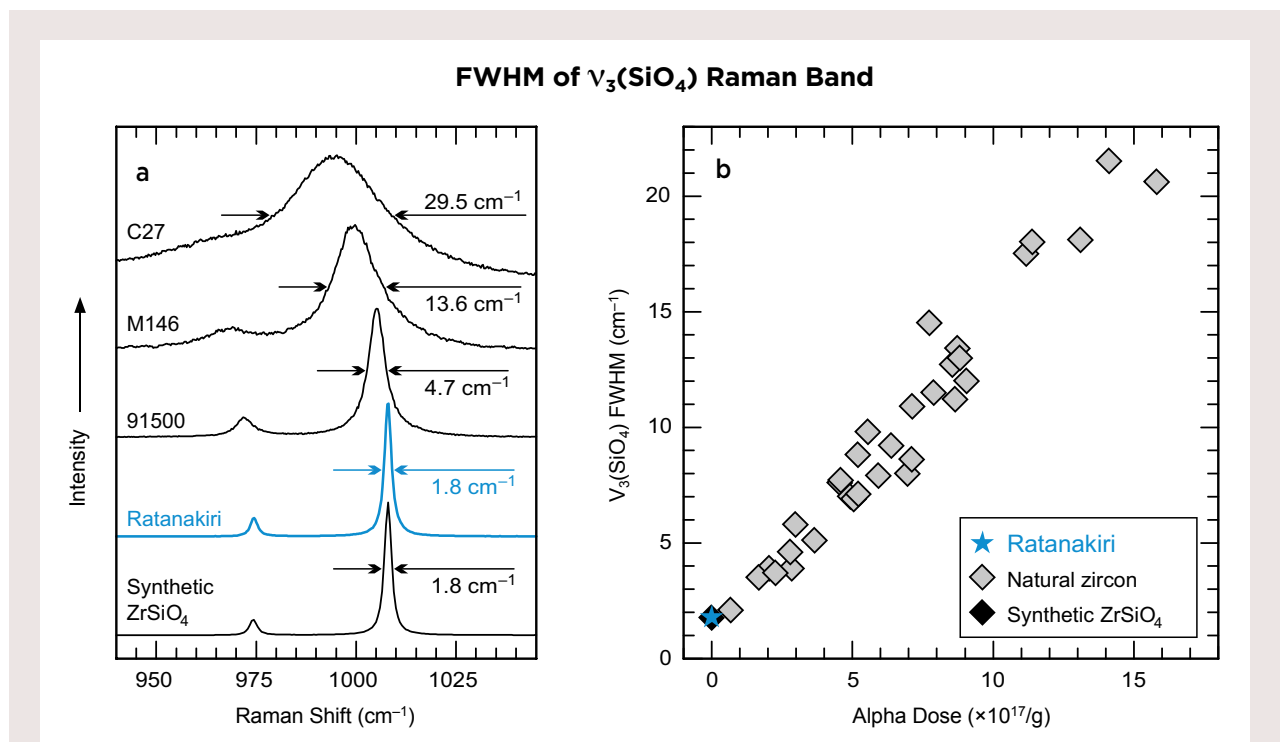 FWHM of ν₃(SiO₄) Raman Band
a
C27
29.5 cm⁻¹
M146
13.6 cm⁻¹
91500
4.7 cm⁻¹
Ratanakiri
1.8 cm⁻¹
Synthetic
ZrSiO₄
1.8 cm⁻¹
Intensity
950 975 1000 1025
Raman Shift (cm⁻¹)
b
V₃(SiO₄) FWHM (cm⁻¹)
20
15
10
5
0
Ratanakiri
Natural zircon
Synthetic ZrSiO₄
0 5 10 15
Alpha Dose (×10¹⁷/g)